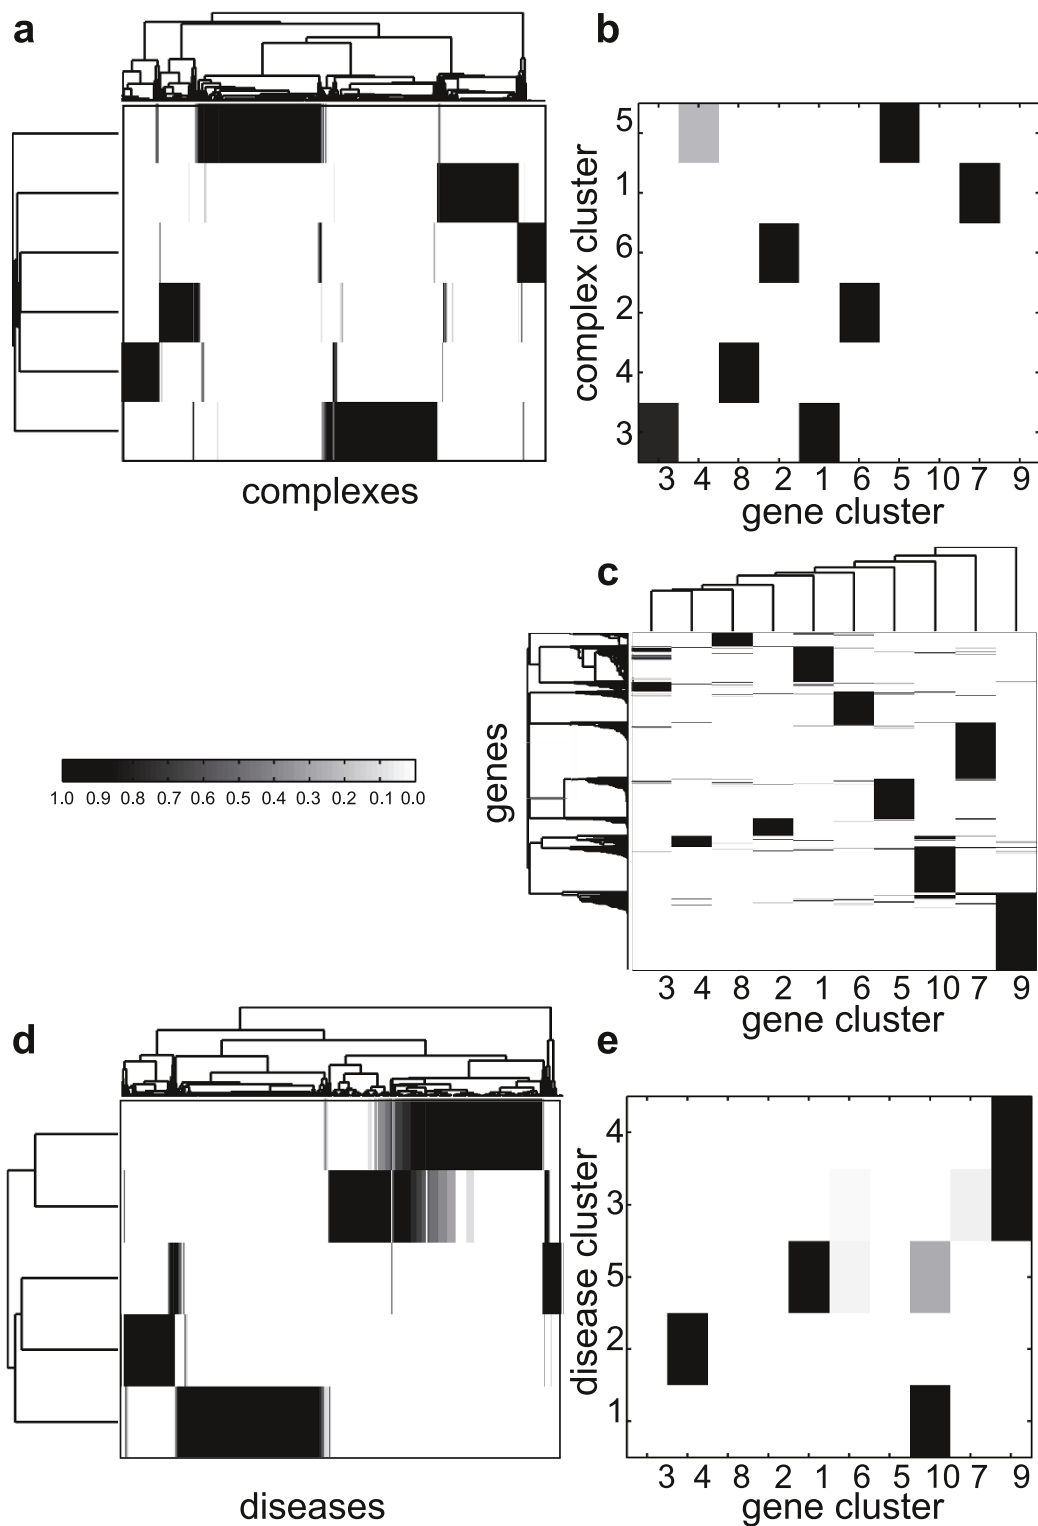 a
b
complex cluster
5
1
6
2
4
3
complexes
3 4 8 2 1 6 5 10 7 9
gene cluster
c
genes
1.0 0.9 0.8 0.7 0.6 0.5 0.4 0.3 0.2 0.1 0.0
3 4 8 2 1 6 5 10 7 9
gene cluster
d
e
disease cluster
4
3
5
2
1
3 4 8 2 1 6 5 10 7 9
diseases
gene cluster